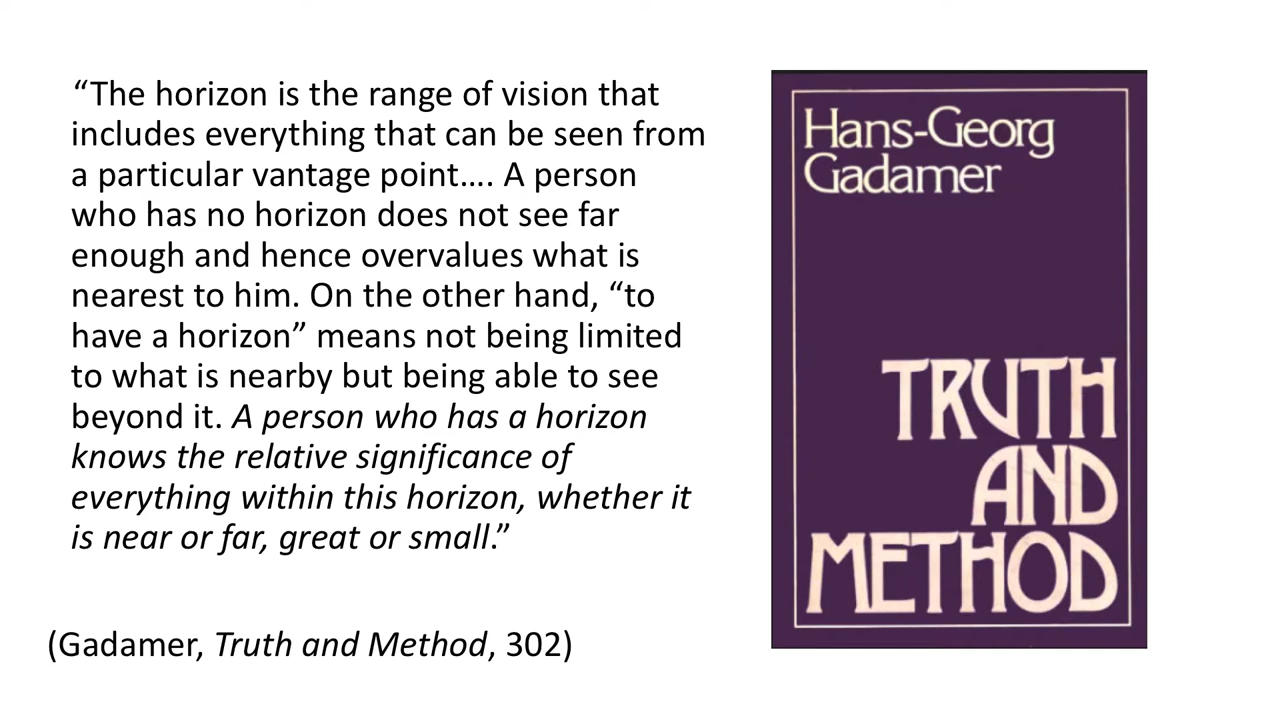 “The horizon is the range of vision that
includes everything that can be seen from
a particular vantage point…. A person
who has no horizon does not see far
enough and hence overvalues what is
nearest to him. On the other hand, “to
have a horizon” means not being limited
to what is nearby but being able to see
beyond it. A person who has a horizon
knows the relative significance of
everything within this horizon, whether it
is near or far, great or small.”
(Gadamer, Truth and Method, 302)
Hans-Georg
Gadamer
TRUTH
AND
METHOD